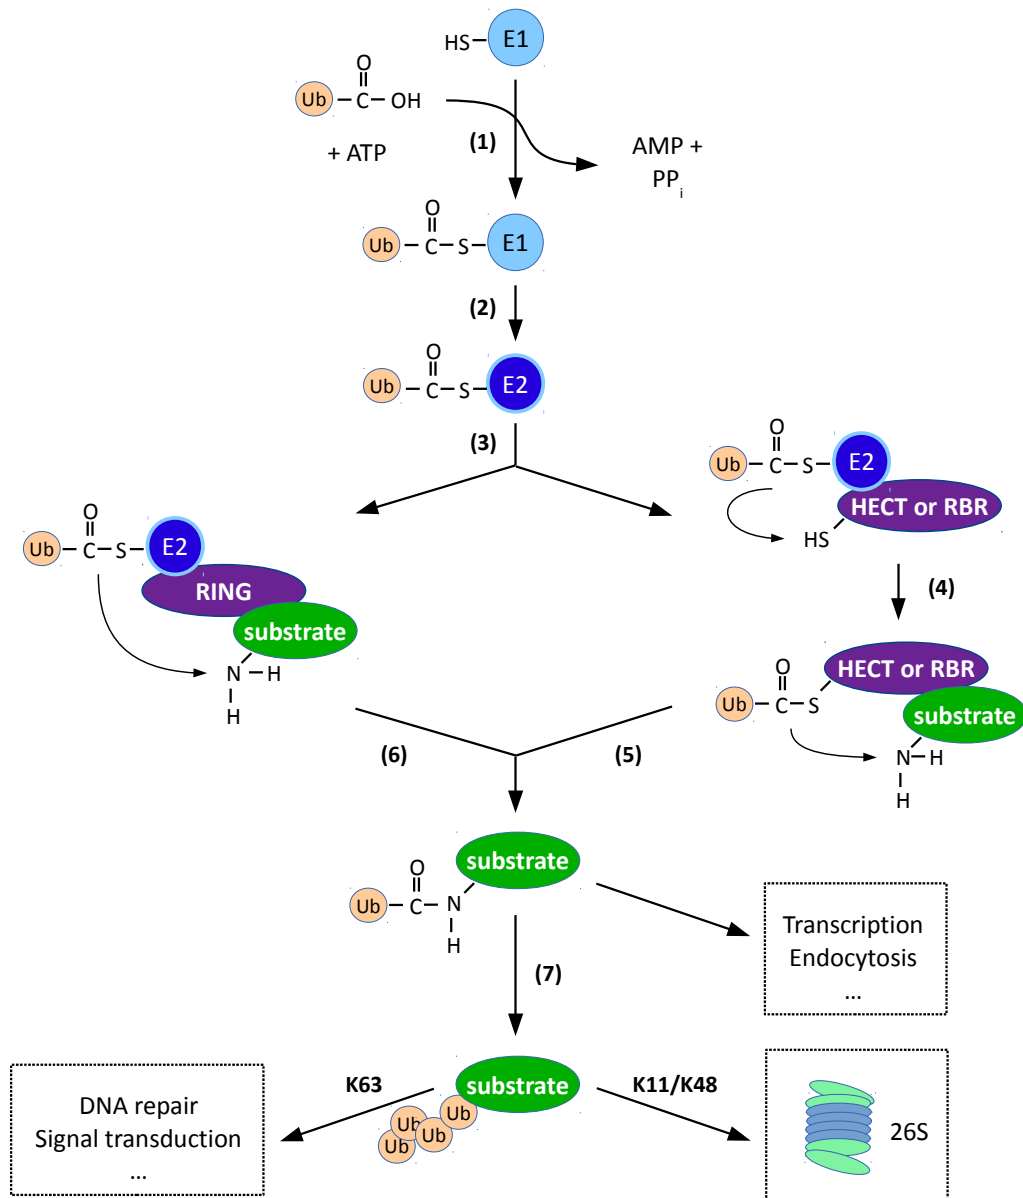 HS
E1
O
Ub
C
OH
+ ATP
(1)
AMP +
PPi
O
Ub
C
S
E1
(2)
O
Ub
C
S
E2
(3)
O
Ub
C
S
E2
HECT or RBR
HS
O
Ub
C
S
E2
RING
substrate
N
H
H
(4)
O
Ub
C
S
HECT or RBR
substrate
N
H
H
(6)
(5)
substrate
O
Ub
C
N
H
Transcription
Endocytosis
...
(7)
K63
substrate
K11/K48
Ub
Ub
Ub
Ub
DNA repair
Signal transduction
...
26S